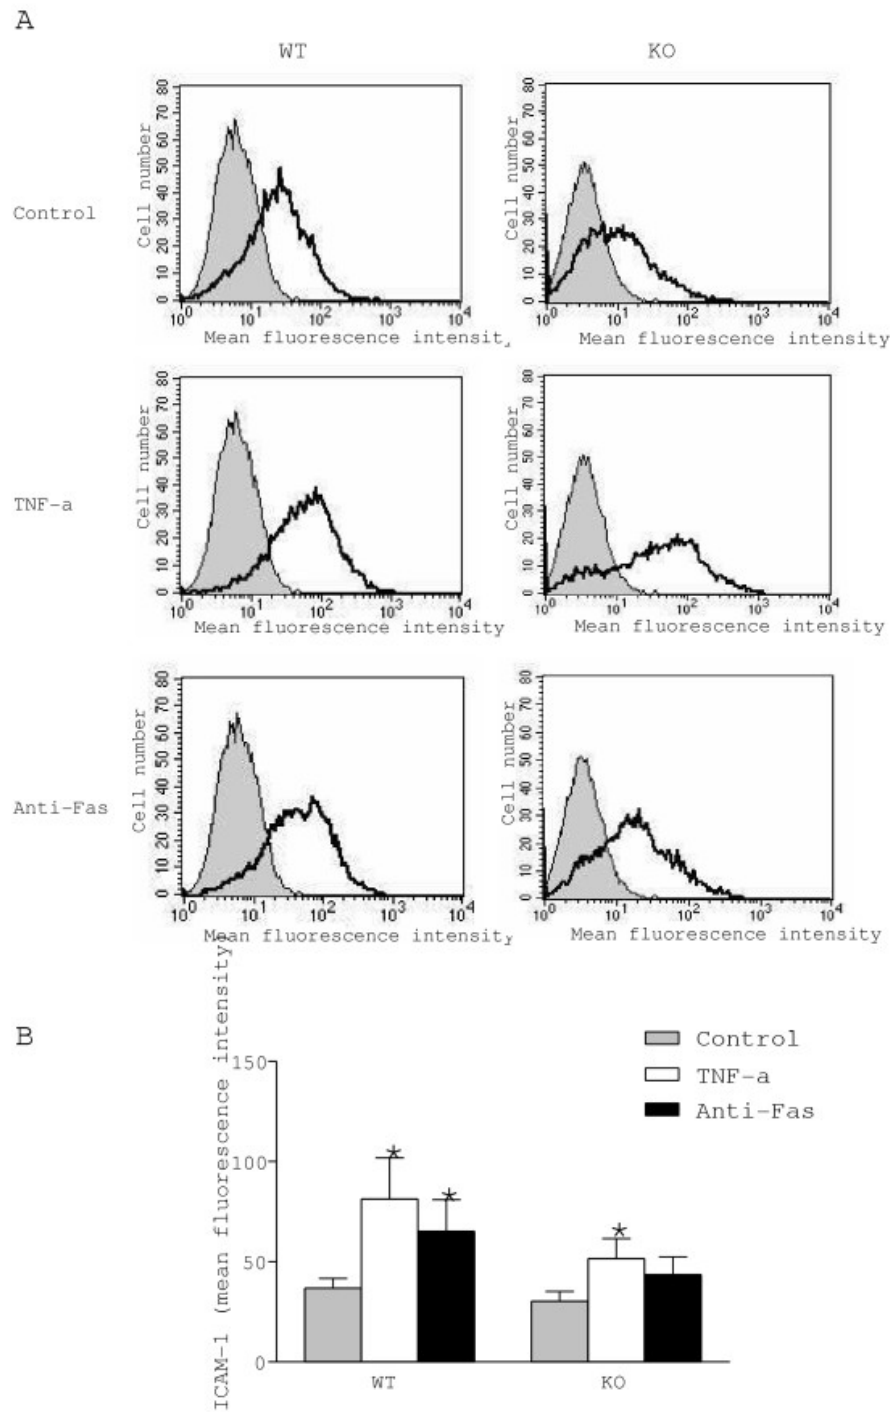 A
WT KO
Control
Cell number
0 10 20 30 40 50 60 70 80
10^0 10^1 10^2 10^3 10^4
Mean fluorescence intensit
Cell number
0 10 20 30 40 50 60 70 80
10^0 10^1 10^2 10^3 10^4
Mean fluorescence intensity
TNF-a
Cell number
0 10 20 30 40 50 60 70 80
10^0 10^1 10^2 10^3 10^4
Mean fluorescence intensity
Cell number
0 10 20 30 40 50 60 70 80
10^0 10^1 10^2 10^3 10^4
Mean fluorescence intensity
Anti-Fas
Cell number
0 10 20 30 40 50 60 70 80
10^0 10^1 10^2 10^3 10^4
Mean fluorescence intensity
Cell number
0 10 20 30 40 50 60 70 80
10^0 10^1 10^2 10^3 10^4
Mean fluorescence intensity
B
ICAM-1 (mean fluorescence intensity)
150
100
50
0
* * *
WT KO
Control
TNF-a
Anti-Fas